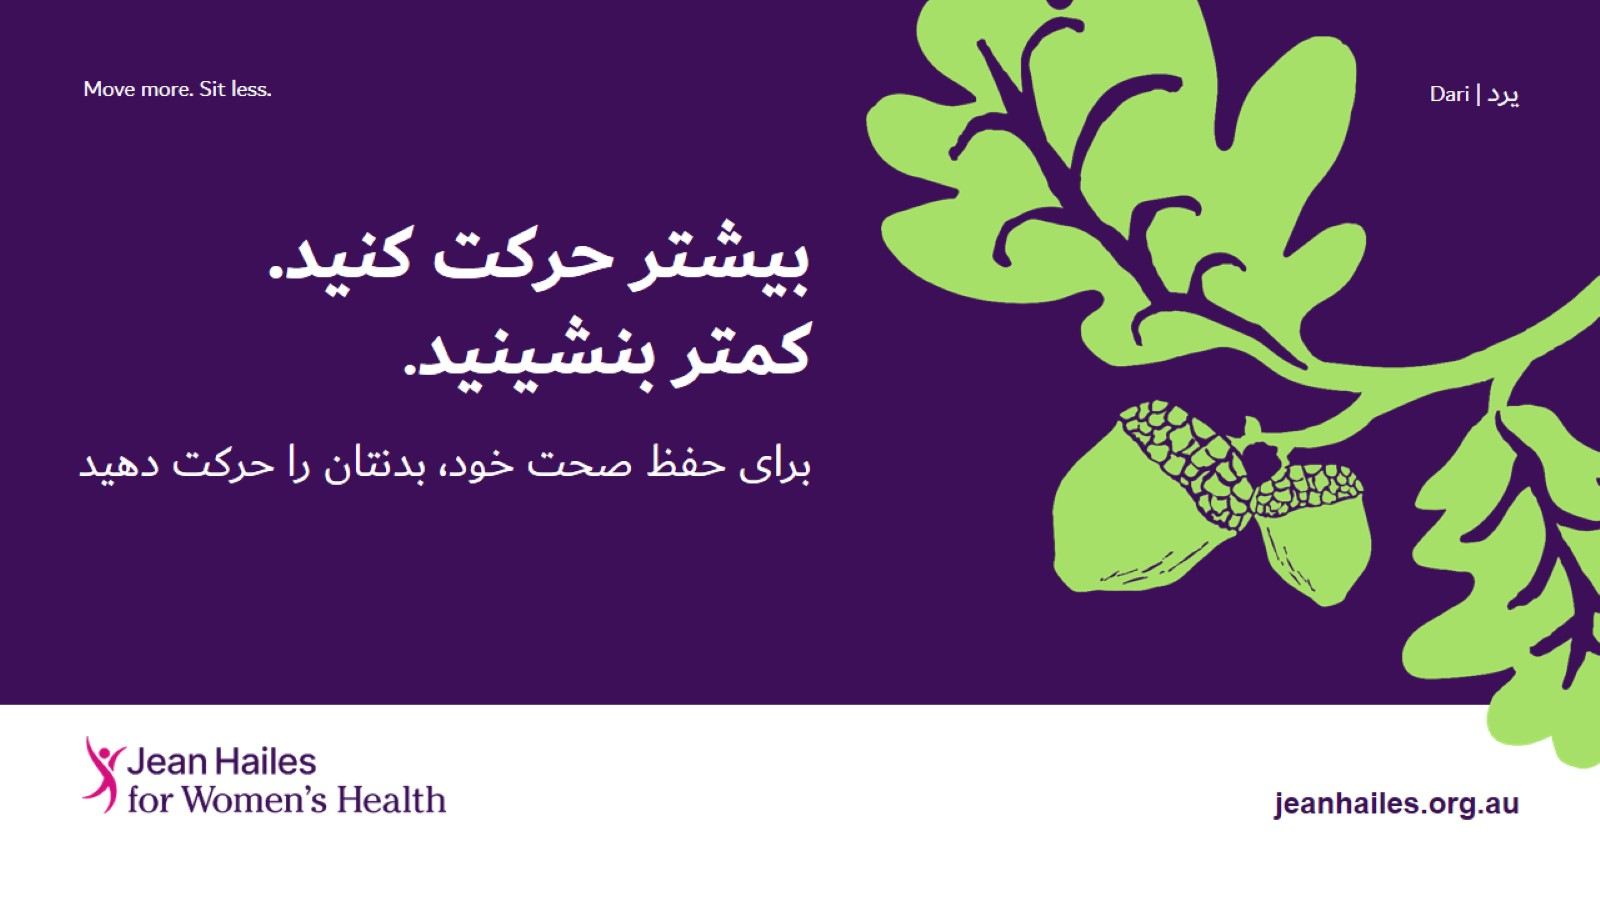 Move more. Sit less.
Dari | یرد
بیشتر حرکت کنید.
کمتر بنشینید.
برای حفظ صحت خود، بدنتان را حرکت دهید
Jean Hailes
for Women's Health
jeanhailes.org.au